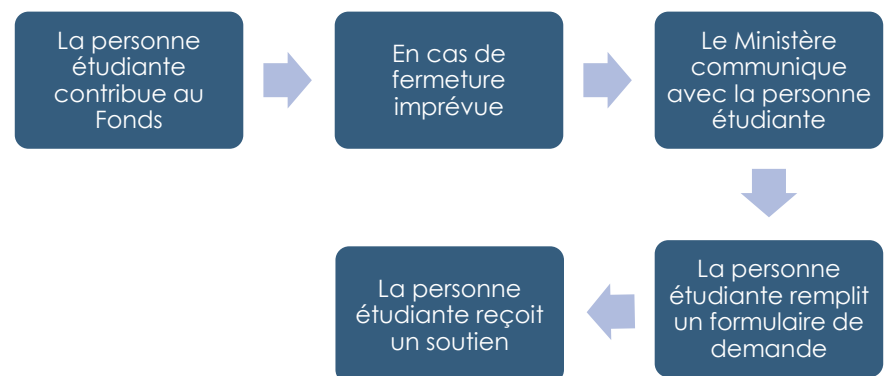 La personne
étudiante
contribue au
Fonds
En cas de
fermeture
imprévue
Le Ministère
communique
avec la personne
étudiante
La personne
étudiante remplit
un formulaire de
demande
La personne
étudiante reçoit
un soutien